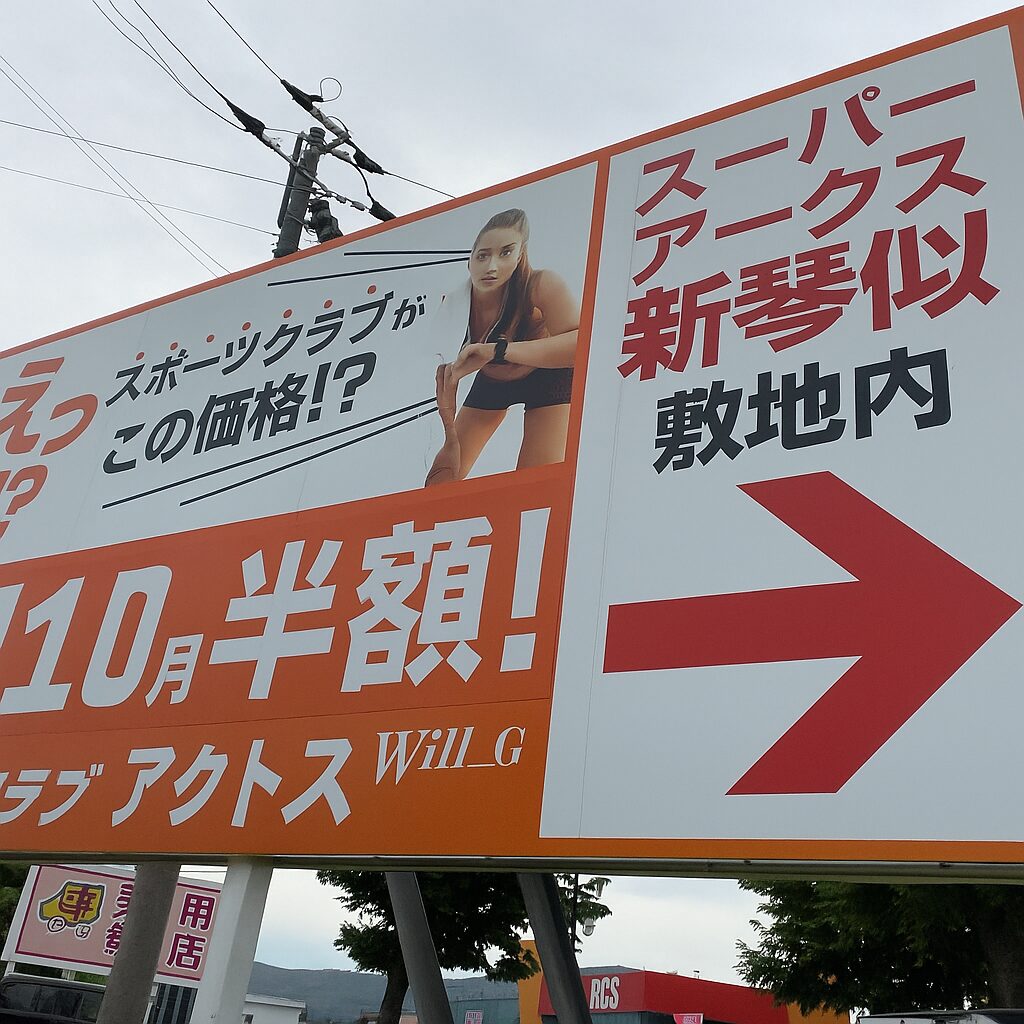 えっ
!?
スポーツクラブが
この価格!?
10月半額!
ラブ アクトス Will_G
スーパー
アークス
新琴似
敷地内
車
用
店
RCS